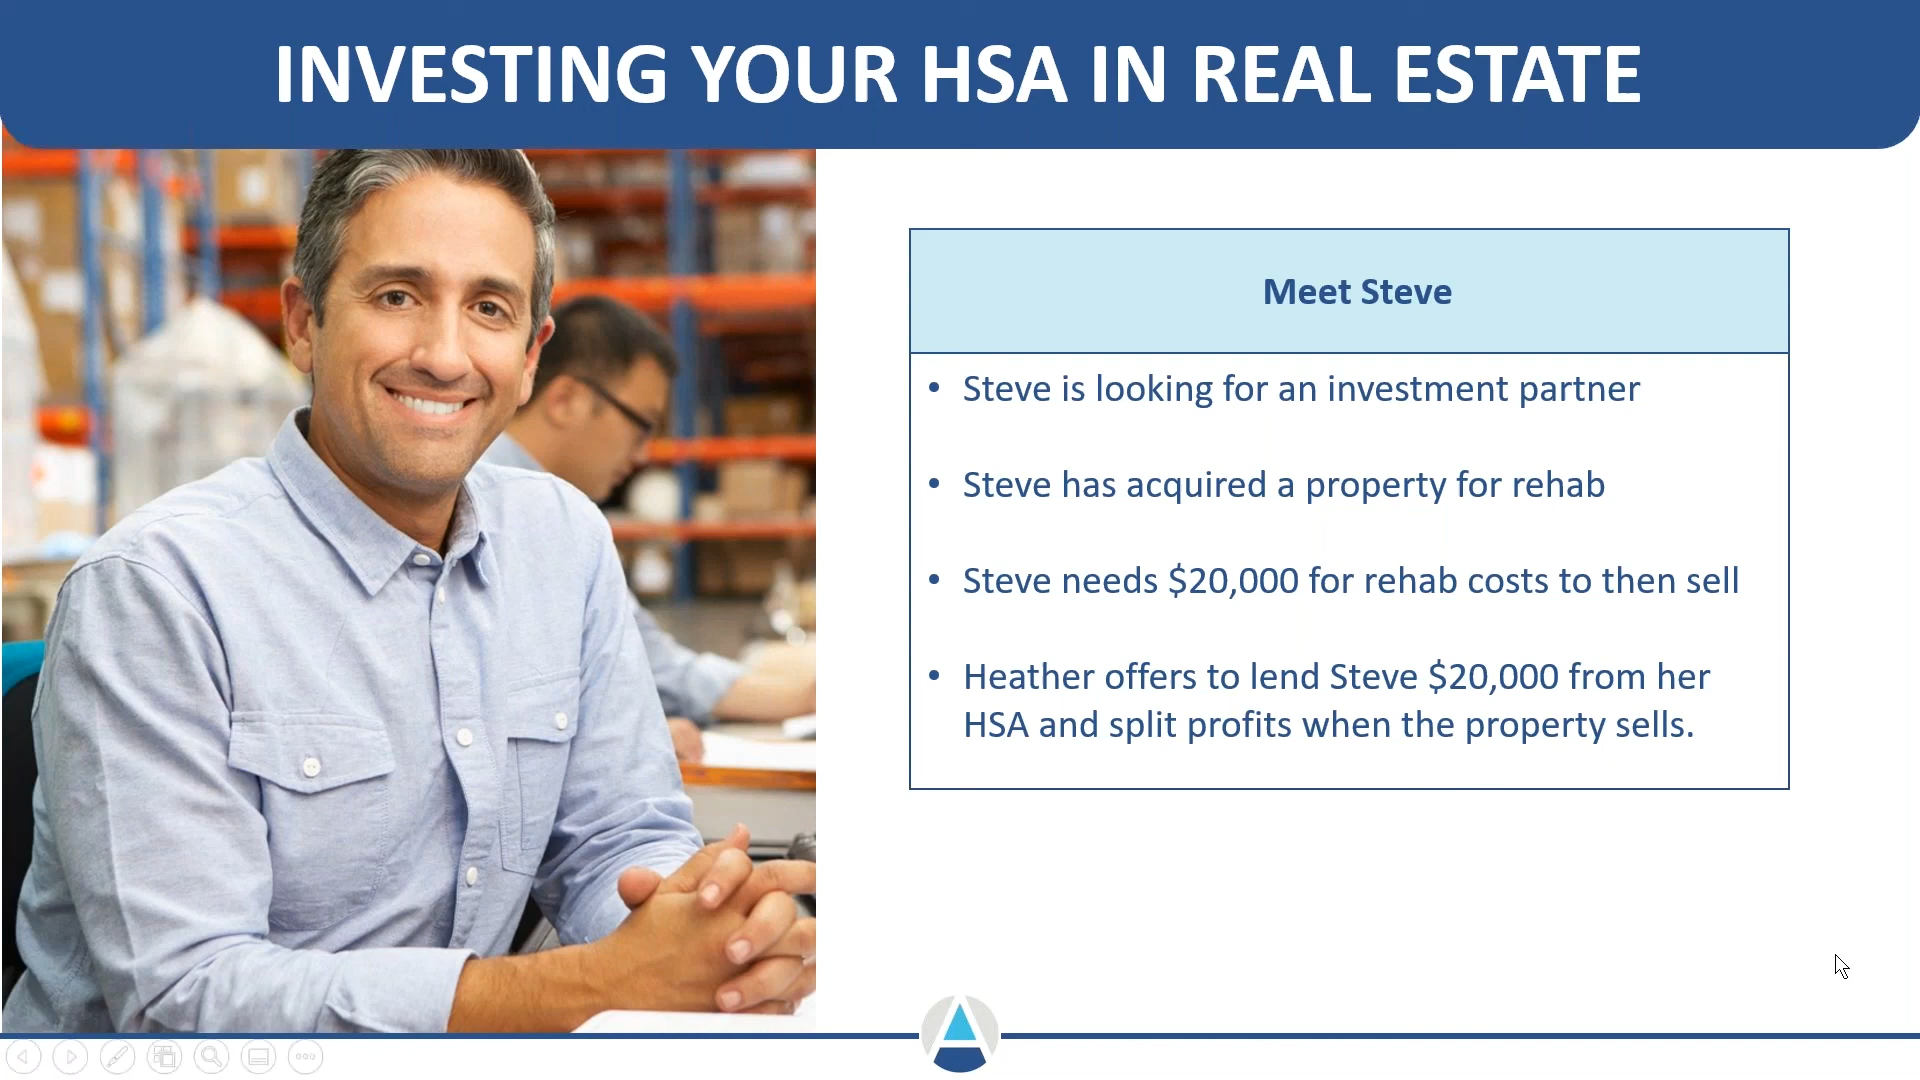 INVESTING YOUR HSA IN REAL ESTATE
Meet Steve
• Steve is looking for an investment partner
• Steve has acquired a property for rehab
• Steve needs $20,000 for rehab costs to then sell
• Heather offers to lend Steve $20,000 from her
HSA and split profits when the property sells.